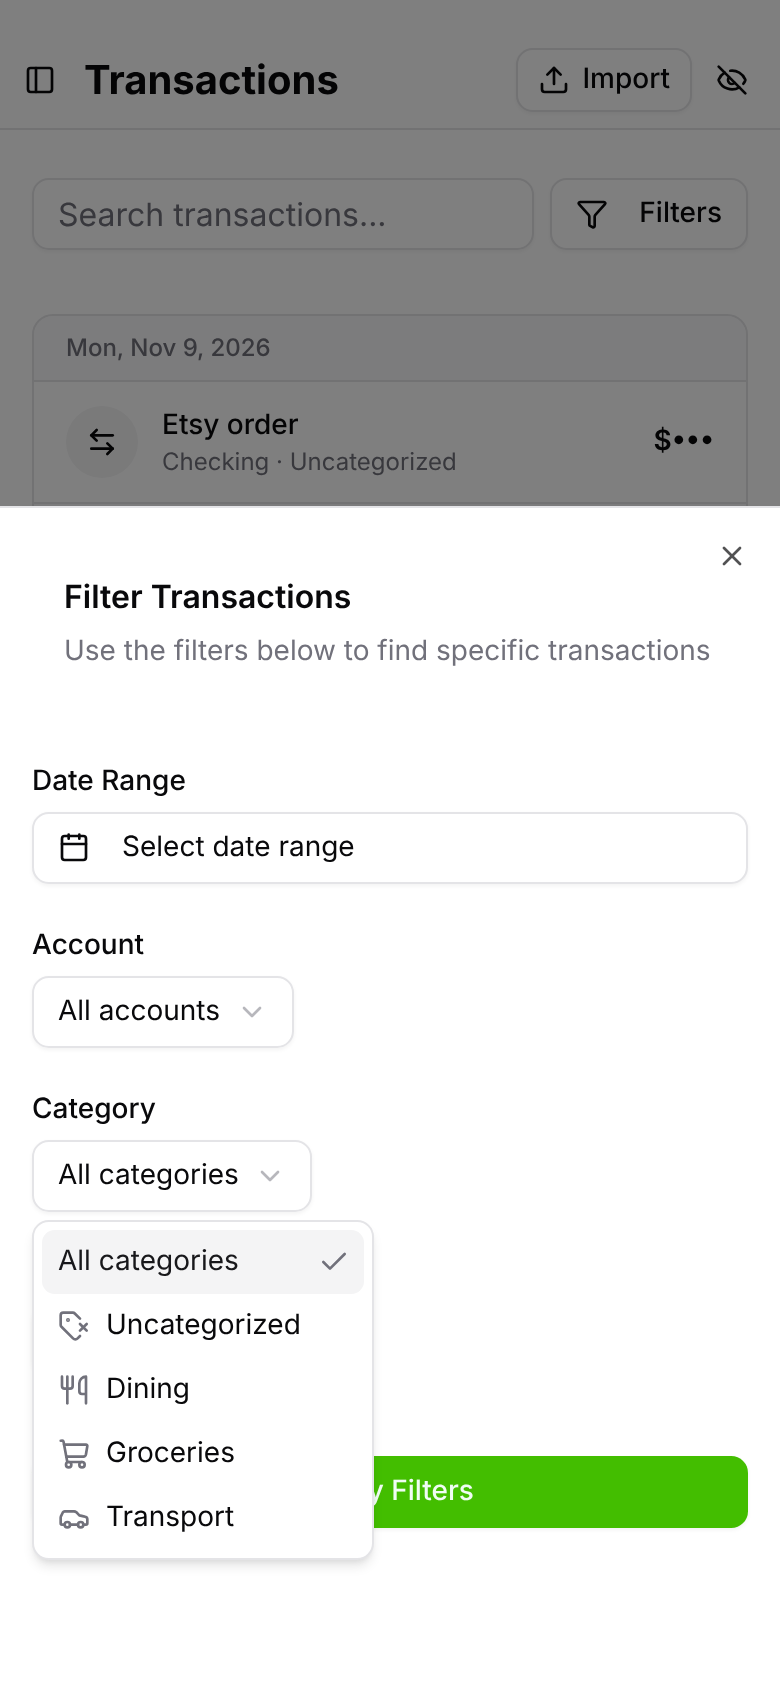 Transactions
Import
Search transactions...
Filters
Mon, Nov 9, 2026
Etsy order
$•••
Checking · Uncategorized
Filter Transactions
Use the filters below to find specific transactions
Date Range
Select date range
Account
All accounts
Category
All categories
All categories
Uncategorized
Dining
Groceries
Filters
Transport